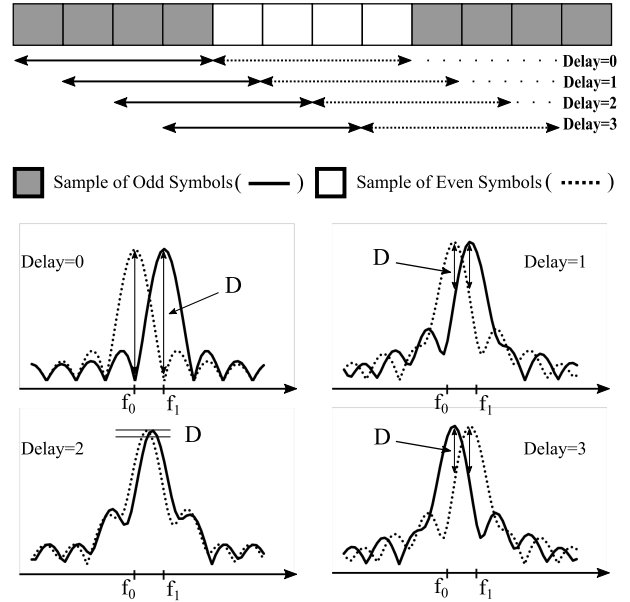 Delay=0
Delay=1
Delay=2
Delay=3
Sample of Odd Symbols( ) Sample of Even Symbols ( )
Delay=0
D
f0 f1
Delay=1
D
f0 f1
Delay=2
D
f0 f1
Delay=3
D
f0 f1